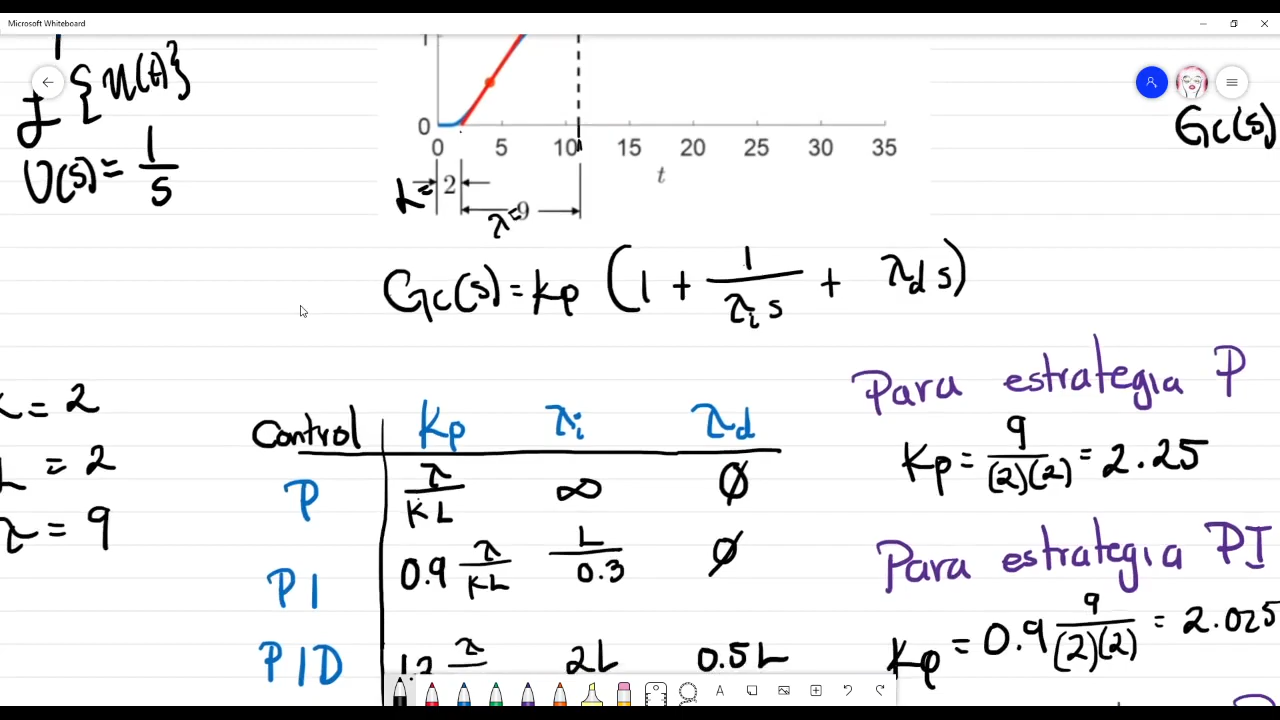 Microsoft Whiteboard
ℒ{u(t)}
U(s)= 1/s
1
0
0 5 10 15 20 25 30 35
t
L= 2
τ= 9
Gc(s)
Gc(s)= Kp (1 + 1/(τi s) + τd s)
K = 2
L = 2
τ = 9
Control Kp τi τd
P τ/KL ∞ Ø
PI 0.9 τ/KL L/0.3 Ø
PID 1.2 τ 2L 0.5L
Para estrategia P
Kp = 9/(2)(2) = 2.25
Para estrategia PI
Kp = 0.9 9/(2)(2) = 2.025